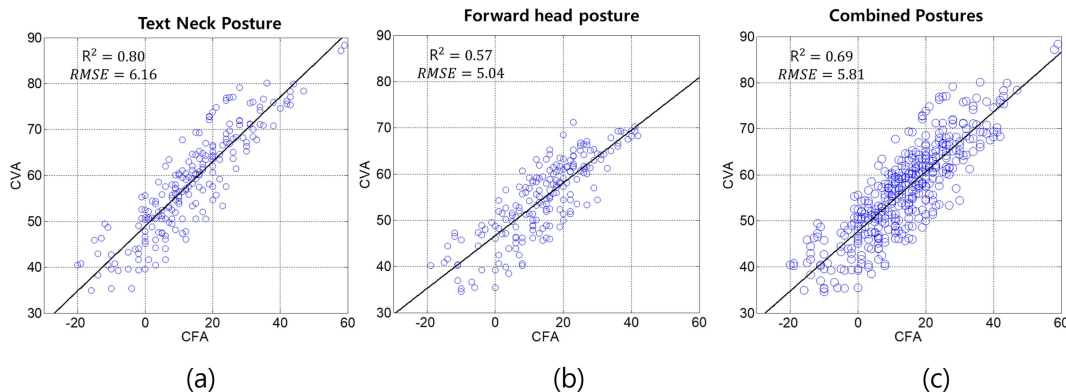 Text Neck Posture
R² = 0.80
RMSE = 6.16
CVA
90
80
70
60
50
40
30
-20 0 20 40 60
CFA
(a)
Forward head posture
R² = 0.57
RMSE = 5.04
CVA
90
80
70
60
50
40
30
-20 0 20 40 60
CFA
(b)
Combined Postures
R² = 0.69
RMSE = 5.81
CVA
90
80
70
60
50
40
30
-20 0 20 40 60
CFA
(c)